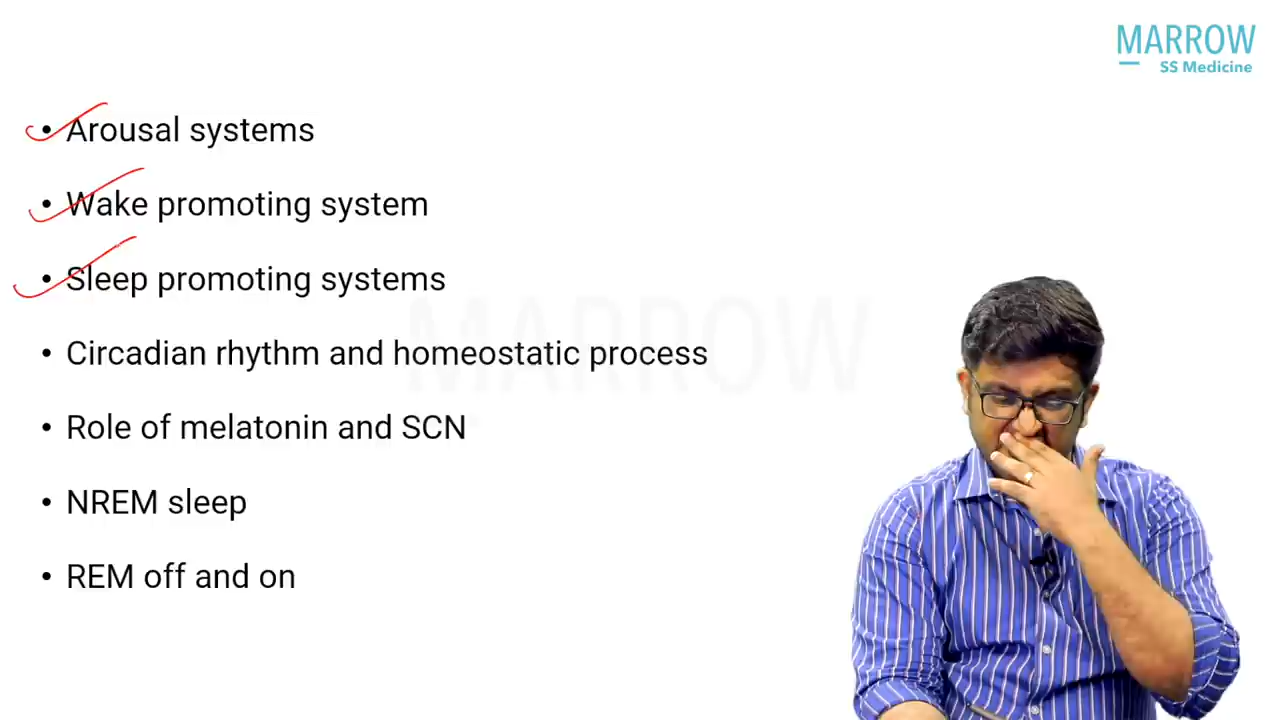 MARROW
SS Medicine
• Arousal systems
• Wake promoting system
• Sleep promoting systems
• Circadian rhythm and homeostatic process
• Role of melatonin and SCN
• NREM sleep
• REM off and on
MARROW